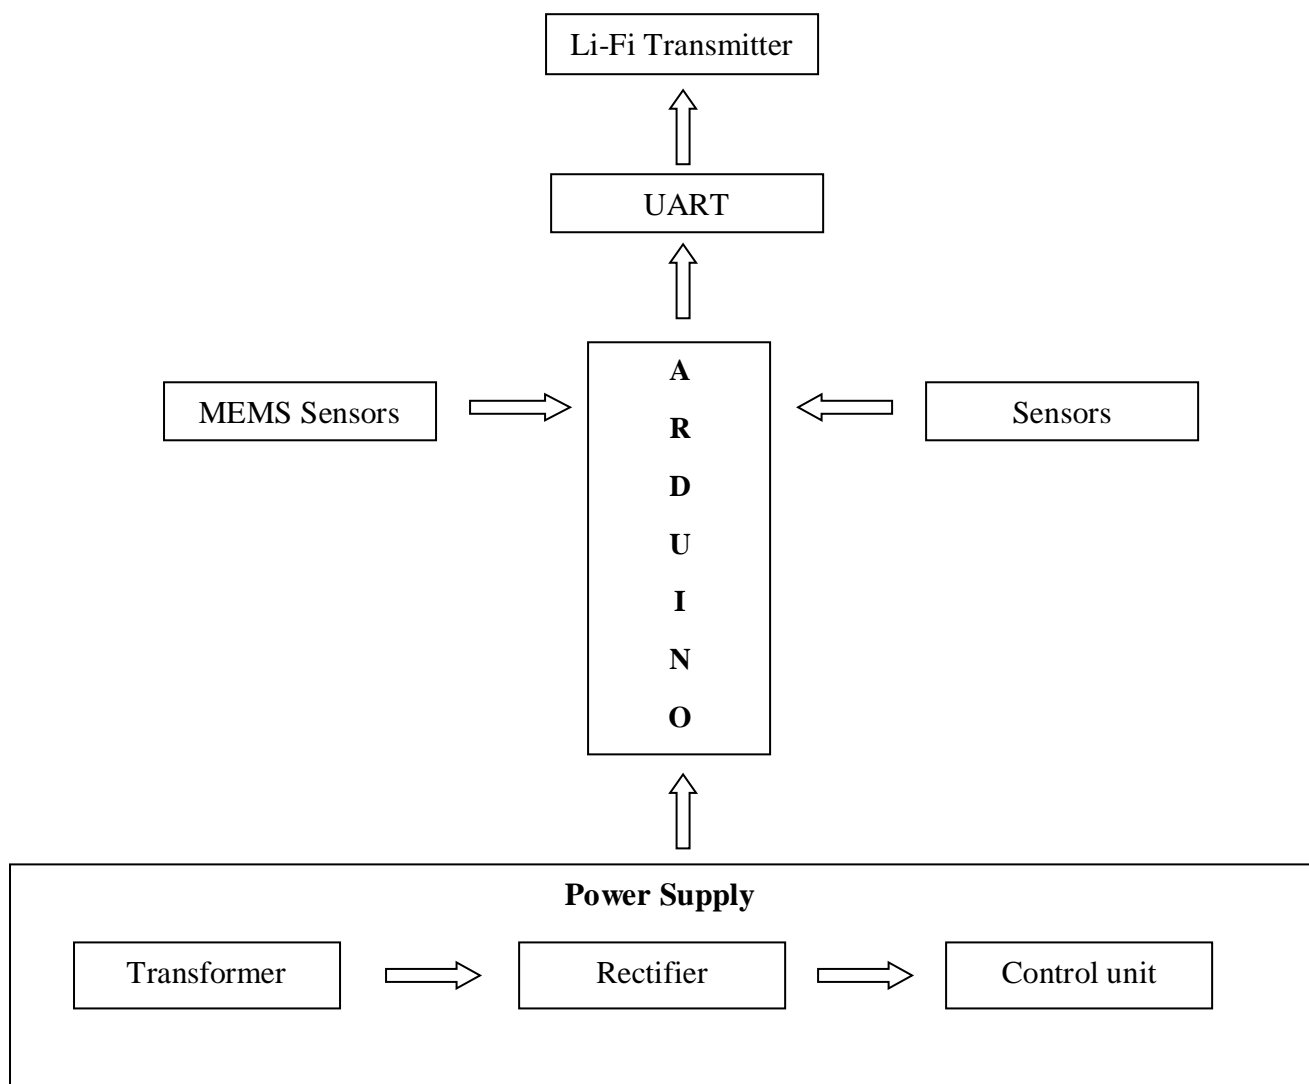 Li-Fi Transmitter
UART
MEMS Sensors
A
R
D
U
I
N
O
Sensors
Power Supply
Transformer
Rectifier
Control unit